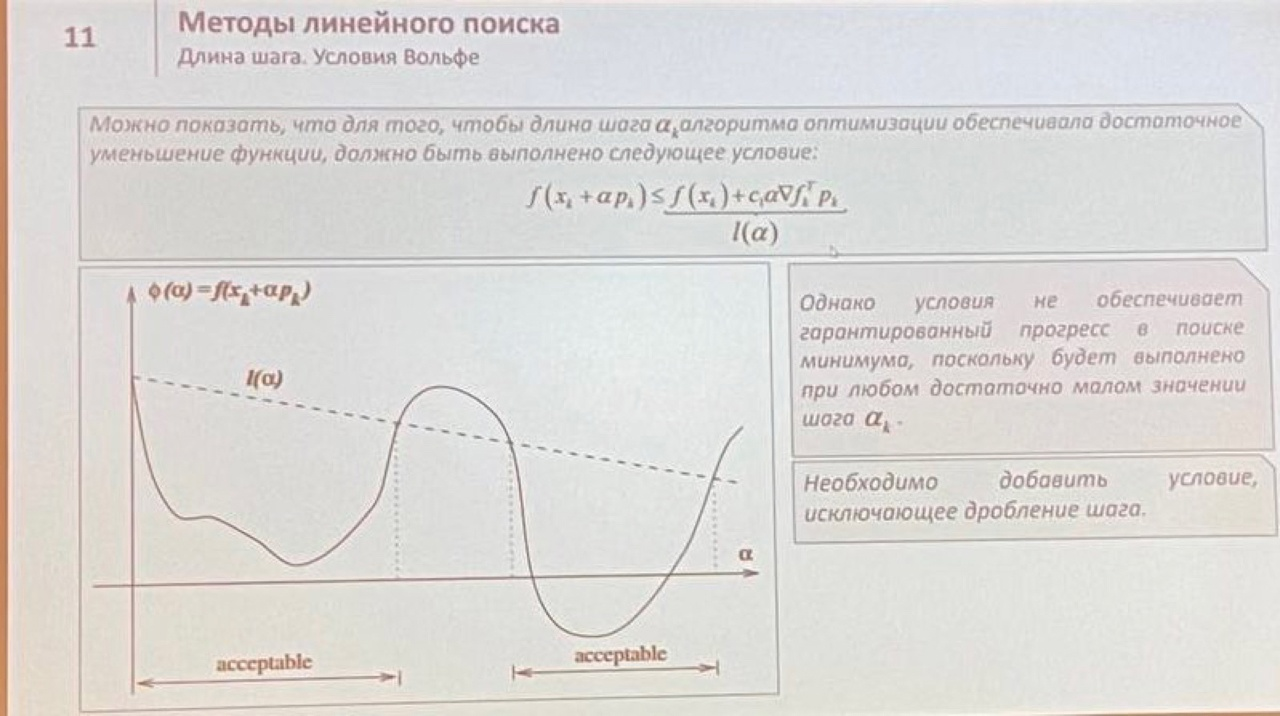 11
Методы линейного поиска
Длина шага. Условия Вольфе
Можно показать, что для того, чтобы длина шага αₖ алгоритма оптимизации обеспечивала достаточное
уменьшение функции, должно быть выполнено следующее условие:
f(xₖ + αpₖ) ≤ f(xₖ) + c₁α∇fₖᵀpₖ
l(α)
ϕ(α) = f(xₖ+αpₖ)
l(α)
α
acceptable
acceptable
Однако условия не обеспечивает
гарантированный прогресс в поиске
минимума, поскольку будет выполнено
при любом достаточно малом значении
шага αₖ.
Необходимо добавить условие,
исключающее дробление шага.